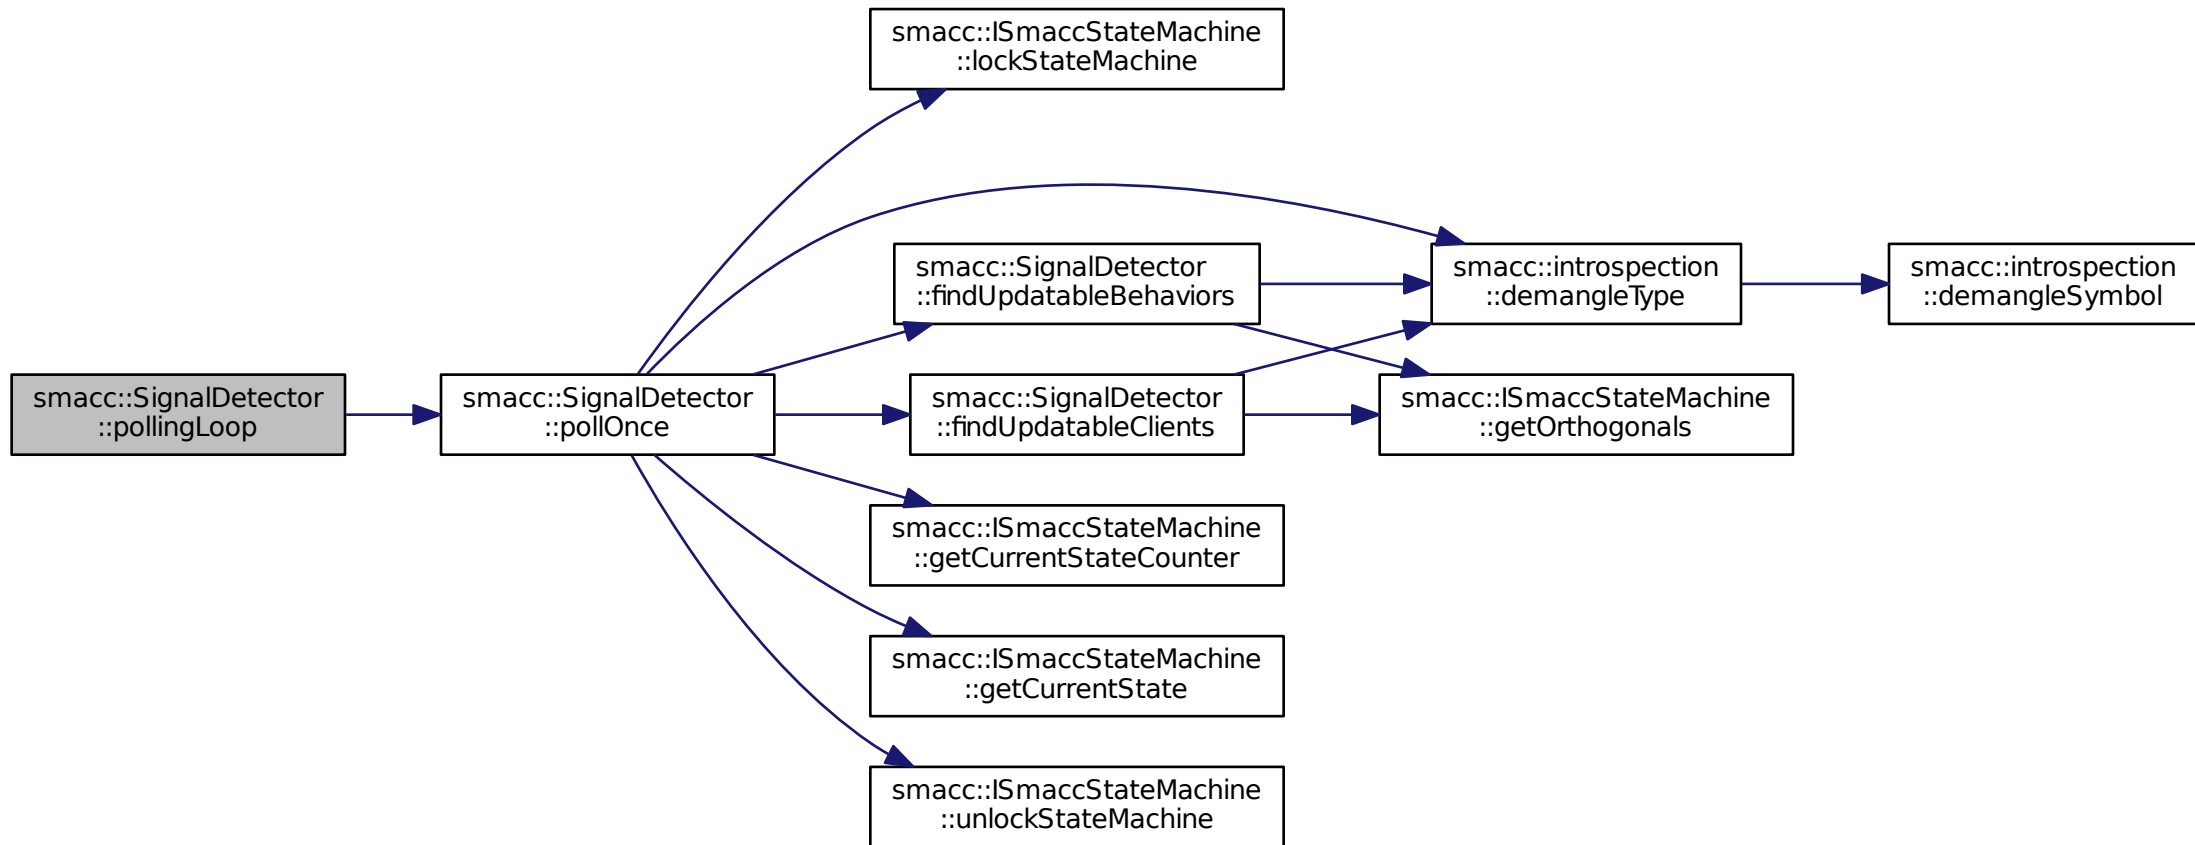 smacc::ISmaccStateMachine
::lockStateMachine
smacc::SignalDetector
::findUpdatableBehaviors
smacc::introspection
::demangleType
smacc::introspection
::demangleSymbol
smacc::SignalDetector
::pollingLoop
smacc::SignalDetector
::pollOnce
smacc::SignalDetector
::findUpdatableClients
smacc::ISmaccStateMachine
::getOrthogonals
smacc::ISmaccStateMachine
::getCurrentStateCounter
smacc::ISmaccStateMachine
::getCurrentState
smacc::ISmaccStateMachine
::unlockStateMachine